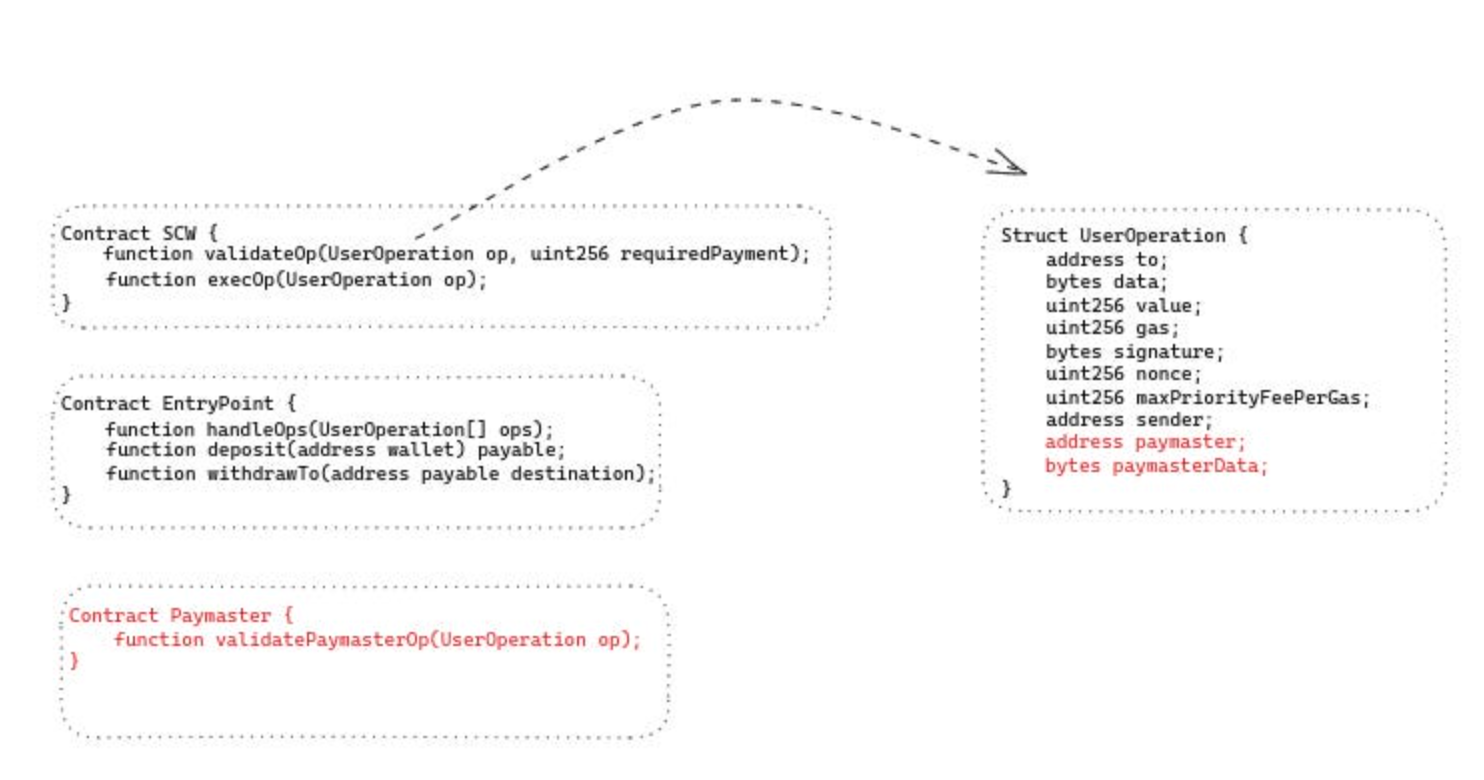 Contract SCW {
function validateOp(UserOperation op, uint256 requiredPayment);
function execOp(UserOperation op);
}
Contract EntryPoint {
function handleOps(UserOperation[] ops);
function deposit(address wallet) payable;
function withdrawTo(address payable destination);
}
Contract Paymaster {
function validatePaymasterOp(UserOperation op);
}
Struct UserOperation {
address to;
bytes data;
uint256 value;
uint256 gas;
bytes signature;
uint256 nonce;
uint256 maxPriorityFeePerGas;
address sender;
address paymaster;
bytes paymasterData;
}